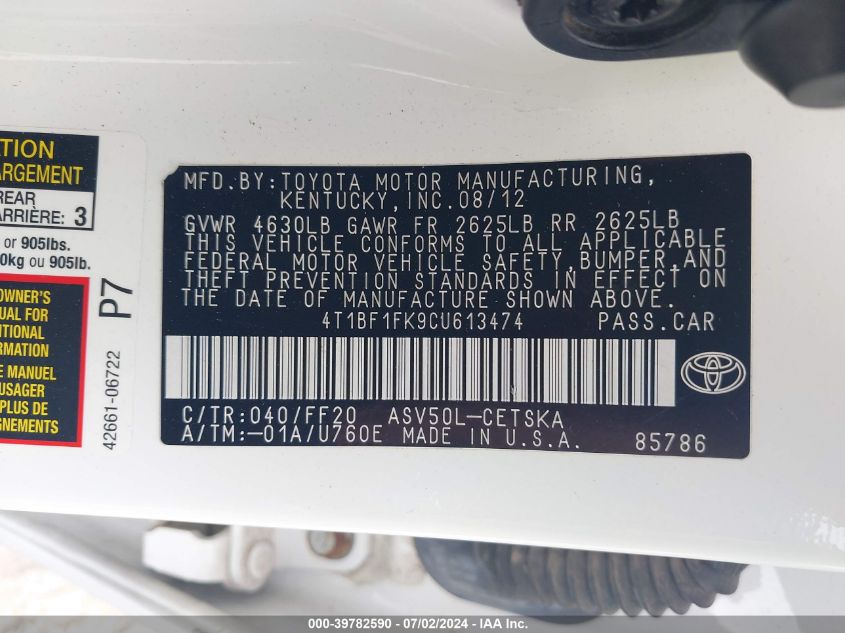 ATION
ARGEMENT
REAR
ARRIÈRE: 3
or 905lbs.
0kg ou 905lb.
OWNER'S
UAL FOR
ITIONAL
RMATION
E MANUEL
USAGER
PLUS DE
GNEMENTS
P7
42661-06722
MFD.BY:TOYOTA MOTOR MANUFACTURING,
KENTUCKY,INC.08/12
GVWR 4630LB GAWR FR 2625LB RR 2625LB
THIS VEHICLE CONFORMS TO ALL APPLICABLE
FEDERAL MOTOR VEHICLE SAFETY,BUMPER,AND
THEFT PREVENTION STANDARDS IN EFFECT ON
THE DATE OF MANUFACTURE SHOWN ABOVE.
4T1BF1FK9CU613474 PASS.CAR
C/TR:040/FF20 ASV50L-CETSKA
A/TM:-01A/U760E MADE IN U.S.A. 85786
000-39782590 - 07/02/2024 - IAA Inc.